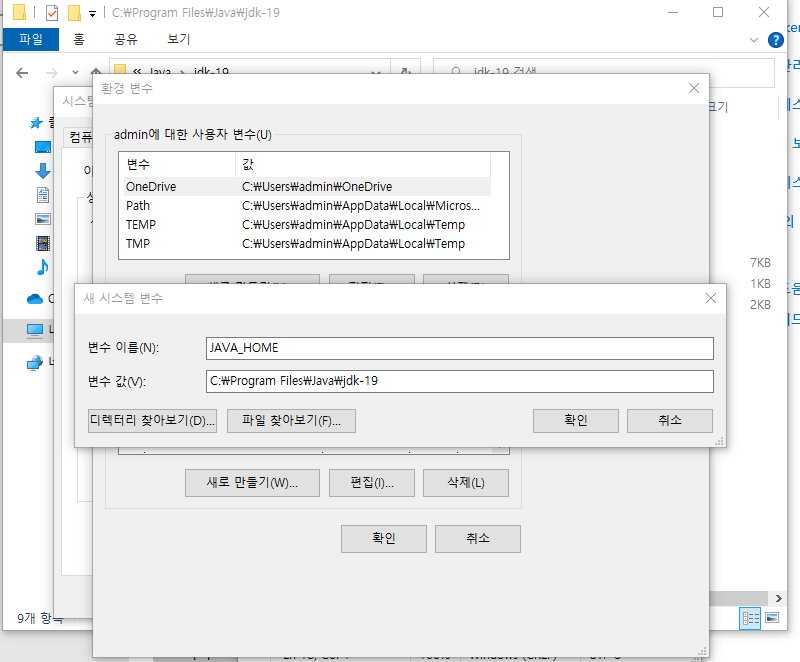 C:₩Program Files₩Java₩jdk-19
파일 홈 공유 보기
« Java › jdk-19
jdk-19 검색
환경 변수
시스템
컴퓨
admin에 대한 사용자 변수(U)
변수 값
OneDrive C:₩Users₩admin₩OneDrive
Path C:₩Users₩admin₩AppData₩Local₩Micros...
TEMP C:₩Users₩admin₩AppData₩Local₩Temp
TMP C:₩Users₩admin₩AppData₩Local₩Temp
7KB
1KB
2KB
새 시스템 변수
변수 이름(N): JAVA_HOME
변수 값(V): C:₩Program Files₩Java₩jdk-19
디렉터리 찾아보기(D)... 파일 찾아보기(F)... 확인 취소
새로 만들기(W)... 편집(I)... 삭제(L)
확인 취소
9개 항목